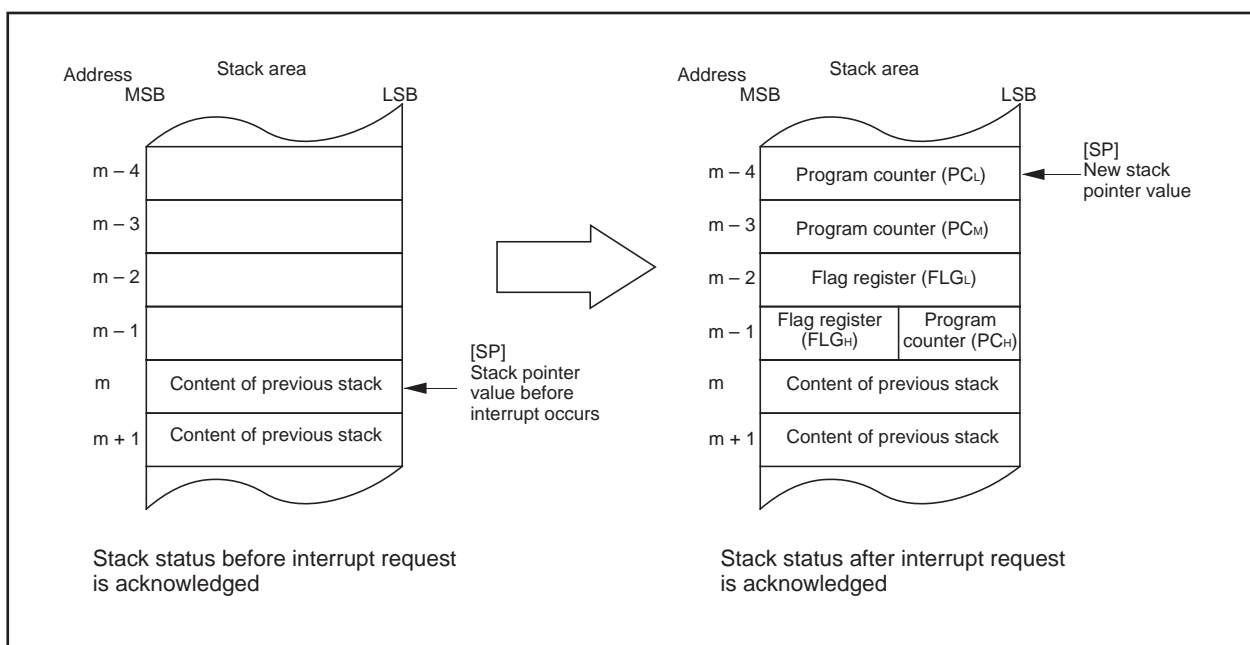 Address
Stack area
MSB
LSB
m – 4
m – 3
m – 2
m – 1
m
Content of previous stack
m + 1
Content of previous stack
[SP]
Stack pointer
value before
interrupt occurs
Stack status before interrupt request
is acknowledged
Address
Stack area
MSB
LSB
m – 4
Program counter (PCL)
m – 3
Program counter (PCM)
m – 2
Flag register (FLGL)
m – 1
Flag register
(FLGH)
Program
counter (PCH)
m
Content of previous stack
m + 1
Content of previous stack
[SP]
New stack
pointer value
Stack status after interrupt request
is acknowledged